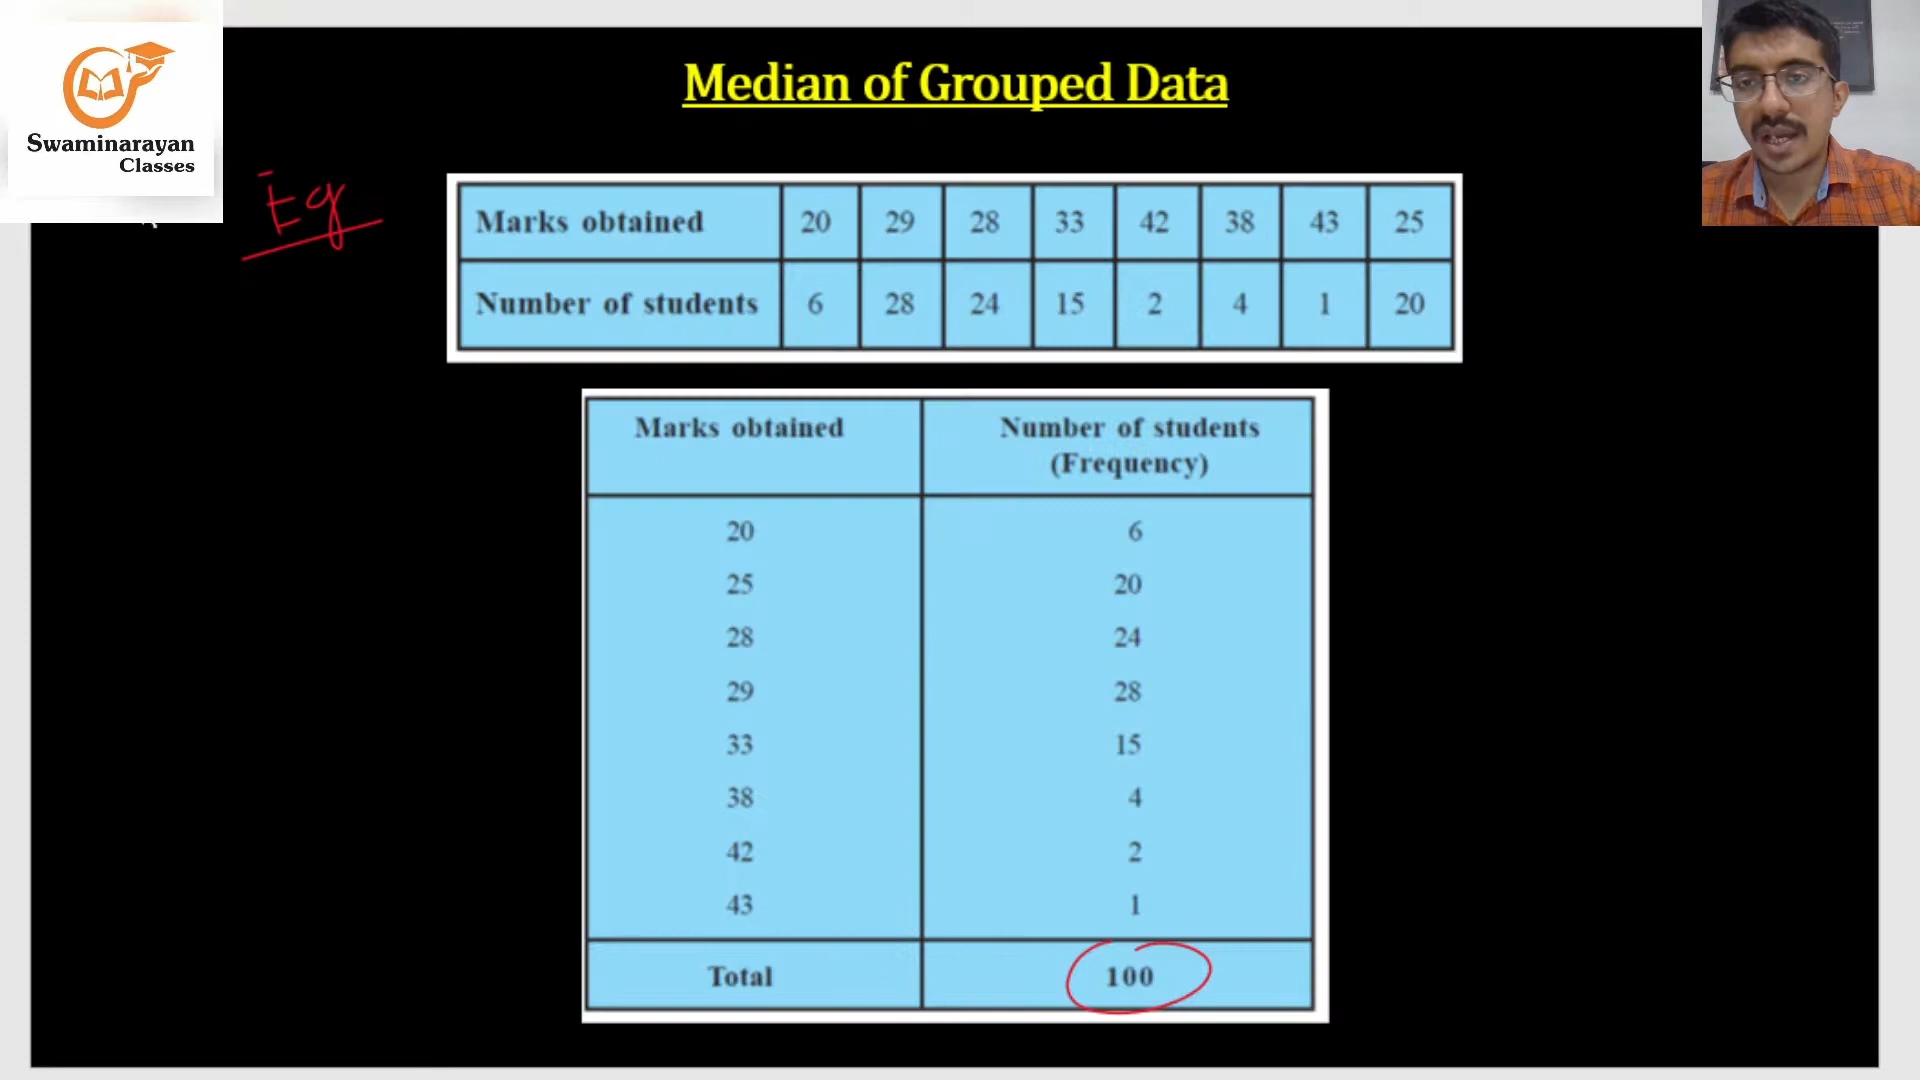 Swaminarayan
Classes
Median of Grouped Data
Eg
Marks obtained 20 29 28 33 42 38 43 25
Number of students 6 28 24 15 2 4 1 20
Marks obtained Number of students
(Frequency)
20 6
25 20
28 24
29 28
33 15
38 4
42 2
43 1
Total 100